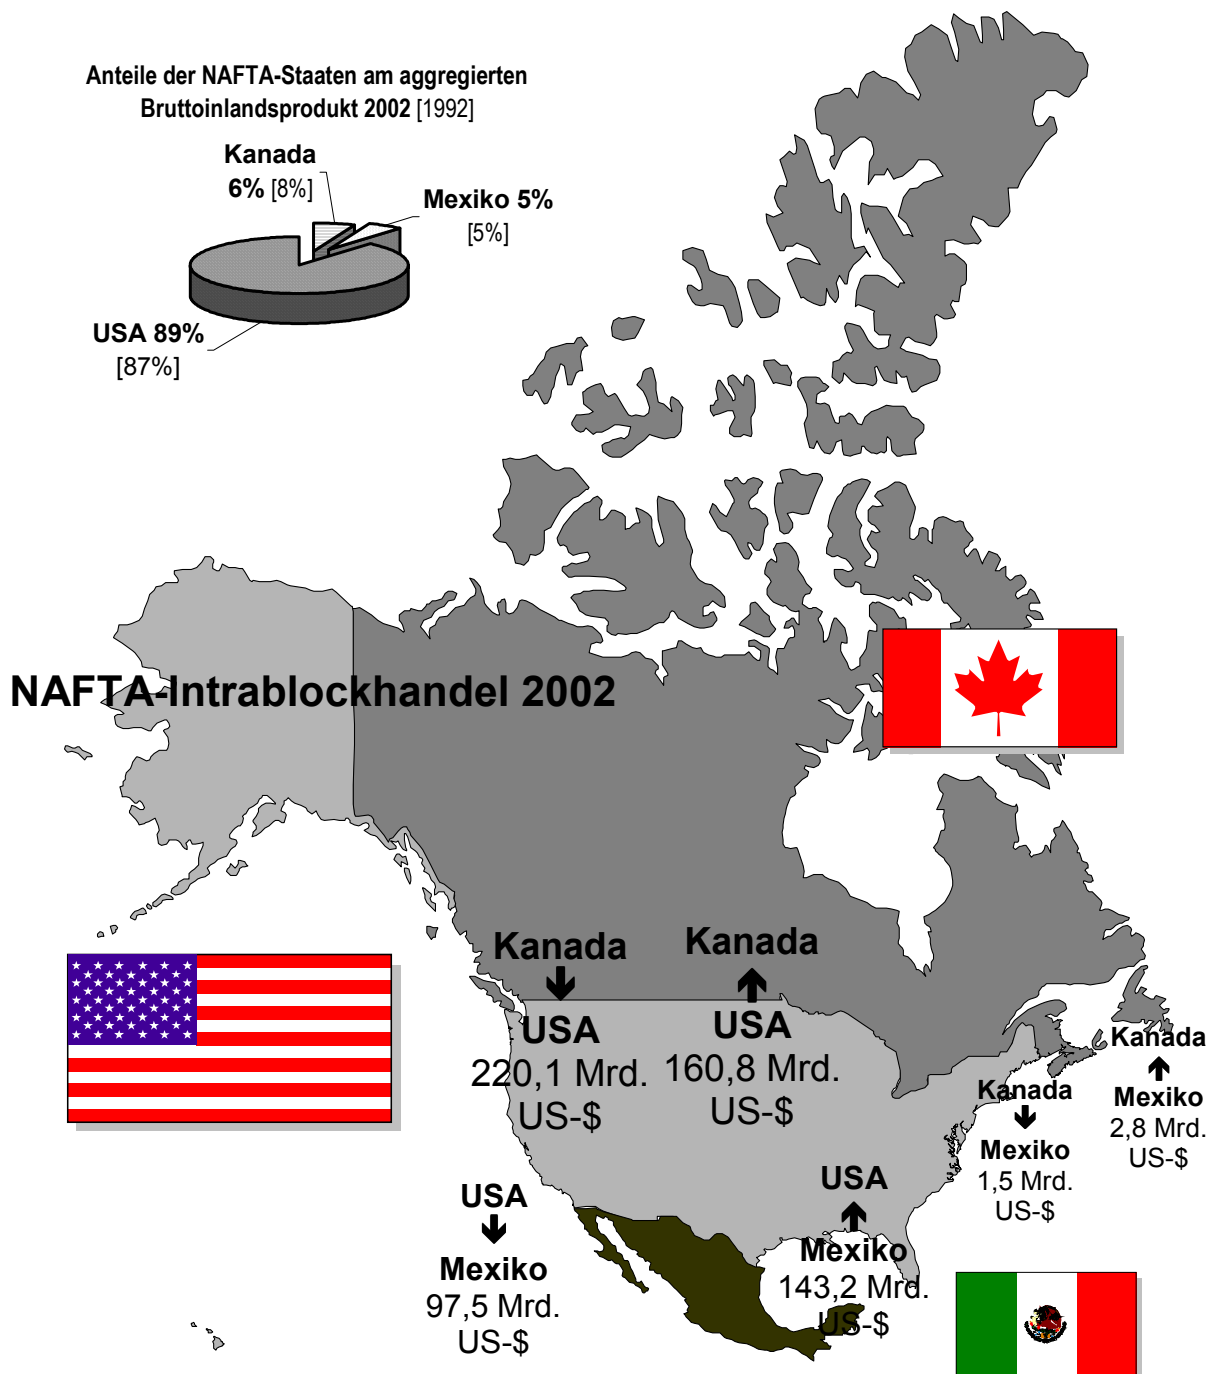 Anteile der NAFTA-Staaten am aggregierten
Bruttoinlandsprodukt 2002 [1992]
Kanada
6% [8%]
Mexiko 5%
[5%]
USA 89%
[87%]
NAFTA-Intrablockhandel 2002
Kanada
USA
220,1 Mrd.
US-$
Kanada
USA
160,8 Mrd.
US-$
Kanada
Mexiko
2,8 Mrd.
US-$
Kanada
Mexiko
1,5 Mrd.
US-$
USA
Mexiko
97,5 Mrd.
US-$
USA
Mexiko
143,2 Mrd.
US-$